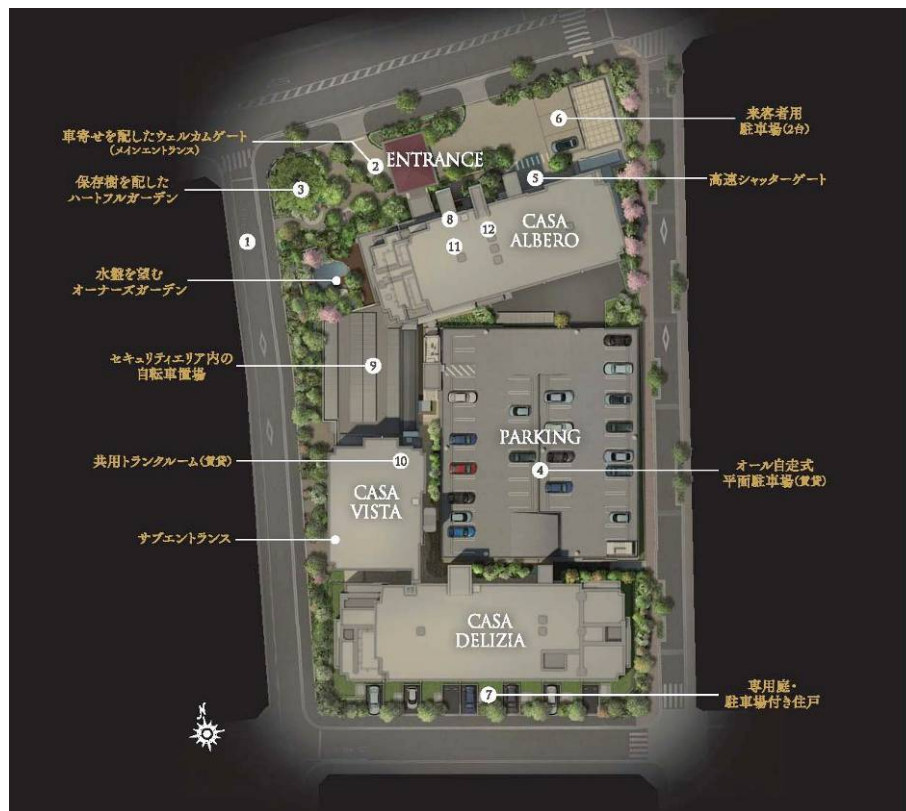 車寄せを配したウェルカムゲート
(メインエントランス)
保存樹を配した
ハートフルガーデン
水盤を望む
オーナーズガーデン
セキュリティエリア内の
自転車置場
共用トランクルーム(賃貸)
サブエントランス
来客者用
駐車場(2台)
高速シャッターゲート
オール自走式
平面駐車場(賃貸)
専用庭・
駐車場付き住戸
ENTRANCE
CASA
ALBERO
PARKING
CASA
VISTA
CASA
DELIZIA
1
2
3
4
5
6
7
8
9
10
11
12
N